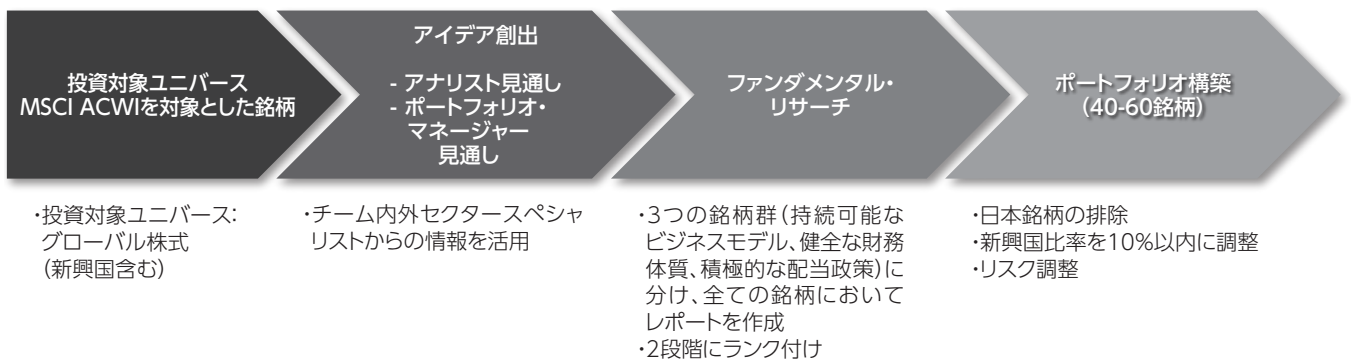 投資対象ユニバース
MSCI ACWIを対象とした銘柄
アイデア創出
- アナリスト見通し
- ポートフォリオ・
マネージャー
見通し
ファンダメンタル・
リサーチ
ポートフォリオ構築
(40-60銘柄)
・投資対象ユニバース:
グローバル株式
(新興国含む)
・チーム内外セクタースペシャ
リストからの情報を活用
・3つの銘柄群(持続可能な
ビジネスモデル、健全な財務
体質、積極的な配当政策)に
分け、全ての銘柄において
レポートを作成
・2段階にランク付け
・日本銘柄の排除
・新興国比率を10%以内に調整
・リスク調整